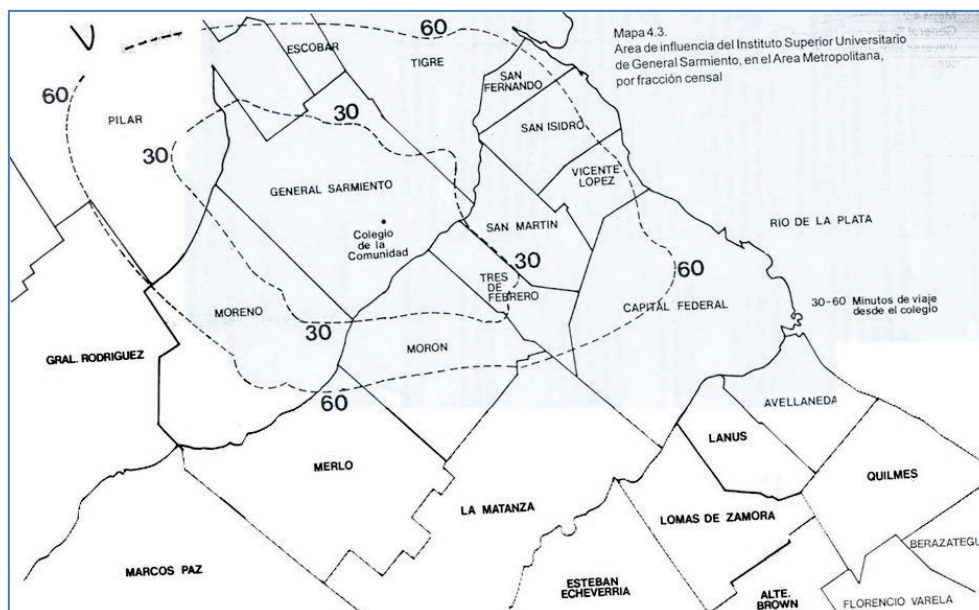 Mapa 4.3.
Area de influencia del Instituto Superior Universitario
de General Sarmiento, en el Area Metropolitana,
por fracción censal
60
ESCOBAR
TIGRE
SAN
FERNANDO
60
PILAR
30
SAN ISIDRO
30
VICENTE
LOPEZ
GENERAL SARMIENTO
Colegio
de la
Comunidad
SAN MARTIN
RIO DE LA PLATA
30
60
TRES
DE
FEBRERO
CAPITAL FEDERAL
30-60 Minutos de viaje
desde el colegio
MORENO
30
MORON
GRAL. RODRIGUEZ
60
AVELLANEDA
LANUS
MERLO
QUILMES
LA MATANZA
LOMAS DE ZAMORA
BERAZATEGU
MARCOS PAZ
ESTEBAN
ECHEVERRIA
ALTE.
BROWN
FLORENCIO VARELA